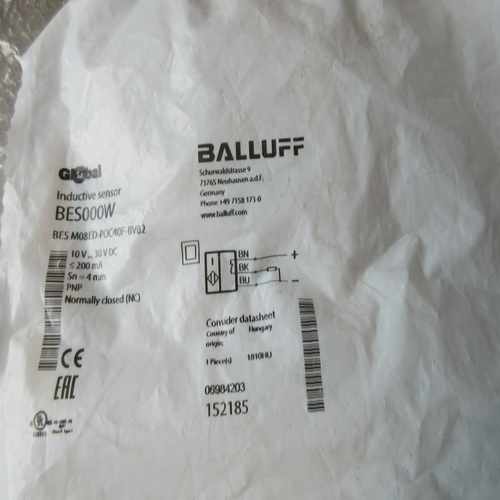 Global
Inductive sensor
BES000W
BES M08ED-POC40F-BV02
10 V... 30 V DC
≤ 200 mA
Sn = 4 mm
PNP
Normally closed (NC)
CE
EAC
BALLUFF
Schurwaldstrasse 9
73765 Neuhausen a.d.F.
Germany
Phone +49 7158 173-0
www.balluff.com
BN +
BK
BU -
Consider datasheet
Country of origin: Hungary
1 Piece(s) 1810HU
06984203
152185